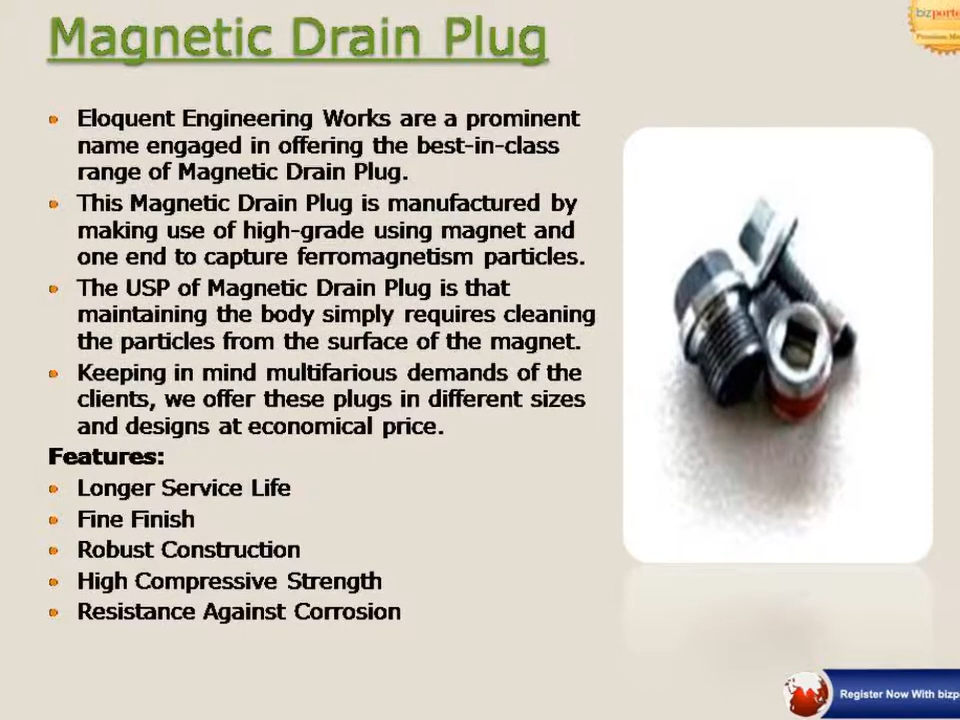 Magnetic Drain Plug
Eloquent Engineering Works are a prominent
name engaged in offering the best-in-class
range of Magnetic Drain Plug.
This Magnetic Drain Plug is manufactured by
making use of high-grade using magnet and
one end to capture ferromagnetism particles.
The USP of Magnetic Drain Plug is that
maintaining the body simply requires cleaning
the particles from the surface of the magnet.
Keeping in mind multifarious demands of the
clients, we offer these plugs in different sizes
and designs at economical price.
Features:
Longer Service Life
Fine Finish
Robust Construction
High Compressive Strength
Resistance Against Corrosion
bizporte
Premium Me
Register Now With bizp